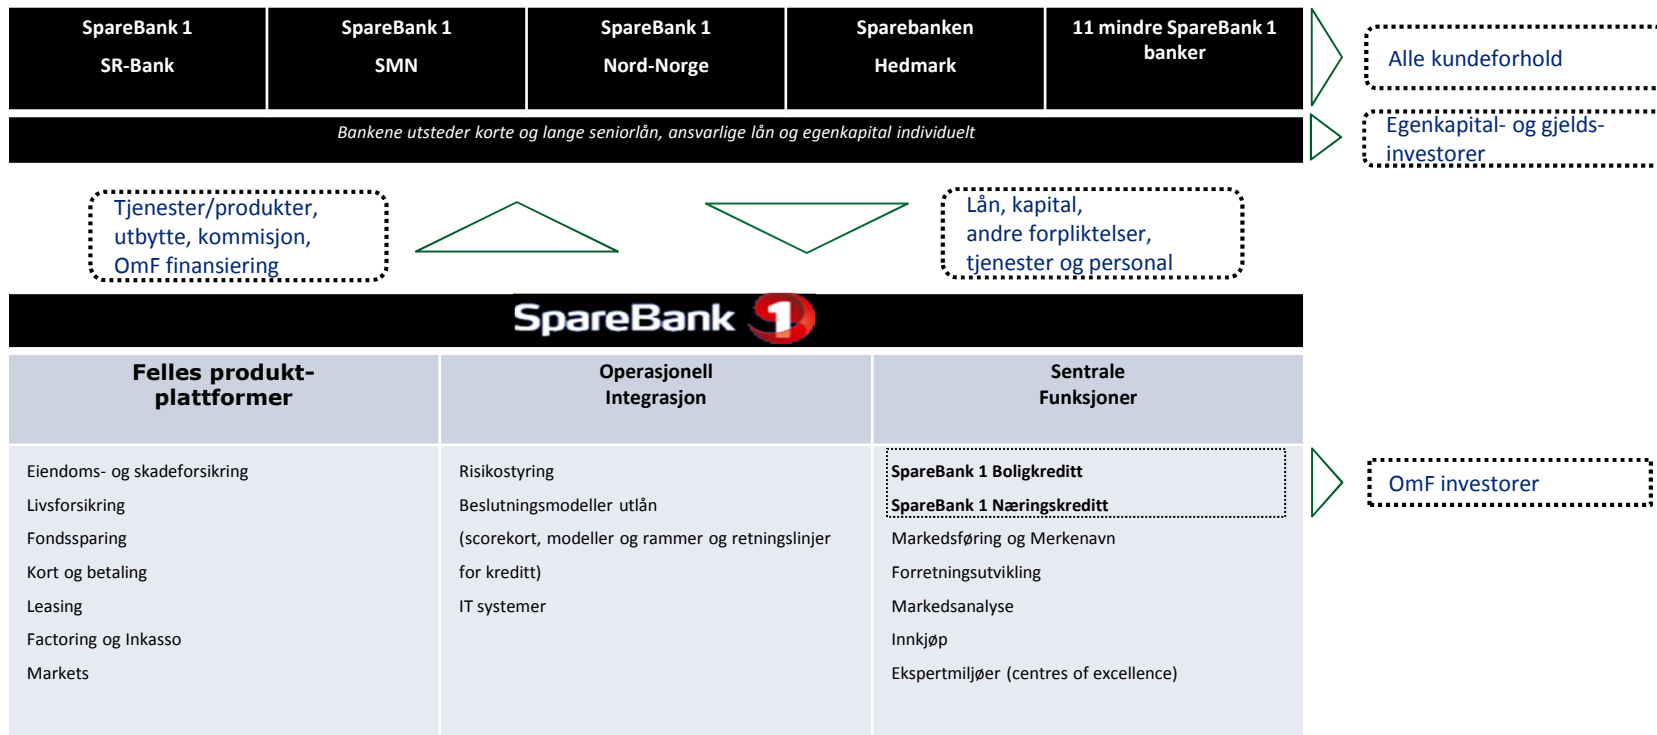 SpareBank 1
SR-Bank
SpareBank 1
SMN
SpareBank 1
Nord-Norge
Sparebanken
Hedmark
11 mindre SpareBank 1
banker
Alle kundeforhold
Bankene utsteder korte og lange seniorlån, ansvarlige lån og egenkapital individuelt
Egenkapital- og gjelds-
investorer
Tjenester/produkter,
utbytte, kommisjon,
OmF finansiering
Lån, kapital,
andre forpliktelser,
tjenester og personal
SpareBank 1
Felles produkt-
plattformer
Operasjonell
Integrasjon
Sentrale
Funksjoner
Eiendoms- og skadeforsikring
Livsforsikring
Fondssparing
Kort og betaling
Leasing
Factoring og Inkasso
Markets
Risikostyring
Beslutningsmodeller utlån
(scorekort, modeller og rammer og retningslinjer
for kreditt)
IT systemer
SpareBank 1 Boligkreditt
SpareBank 1 Næringskreditt
Markedsføring og Merkenavn
Forretningsutvikling
Markedsanalyse
Innkjøp
Ekspertmiljøer (centres of excellence)
OmF investorer